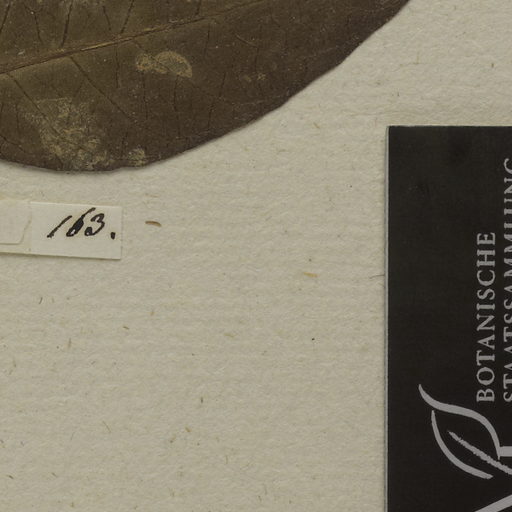 163.
BOTANISCHE
STAATSSAMMLUNG